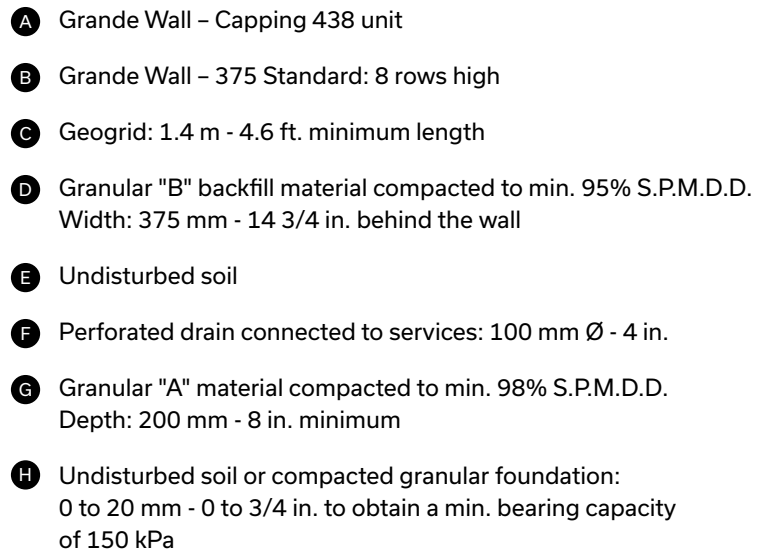 A Grande Wall – Capping 438 unit
B Grande Wall – 375 Standard: 8 rows high
C Geogrid: 1.4 m - 4.6 ft. minimum length
D Granular "B" backfill material compacted to min. 95% S.P.M.D.D.
Width: 375 mm - 14 3/4 in. behind the wall
E Undisturbed soil
F Perforated drain connected to services: 100 mm Ø - 4 in.
G Granular "A" material compacted to min. 98% S.P.M.D.D.
Depth: 200 mm - 8 in. minimum
H Undisturbed soil or compacted granular foundation:
0 to 20 mm - 0 to 3/4 in. to obtain a min. bearing capacity
of 150 kPa